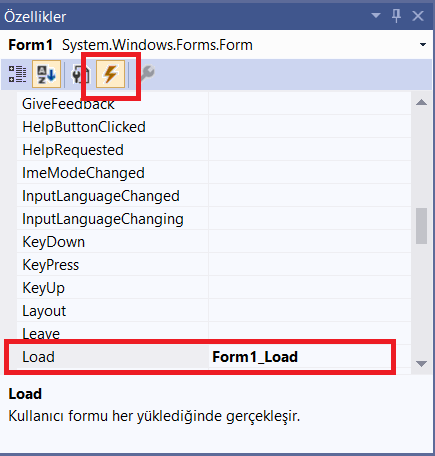 Özellikler
Form1 System.Windows.Forms.Form
GiveFeedback
HelpButtonClicked
HelpRequested
ImeModeChanged
InputLanguageChanged
InputLanguageChanging
KeyDown
KeyPress
KeyUp
Layout
Leave
Load Form1_Load
Load
Kullanıcı formu her yüklediğinde gerçekleşir.